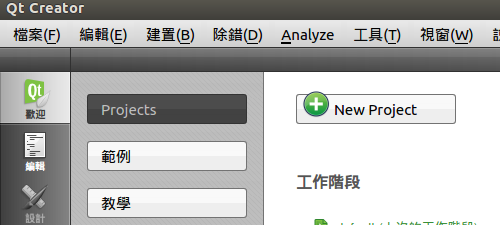 Qt Creator
檔案(F) 編輯(E) 建置(B) 除錯(D) Analyze 工具(T) 視窗(W)
Qt
歡迎
Projects
New Project
編輯
範例
工作階段
教學
設計